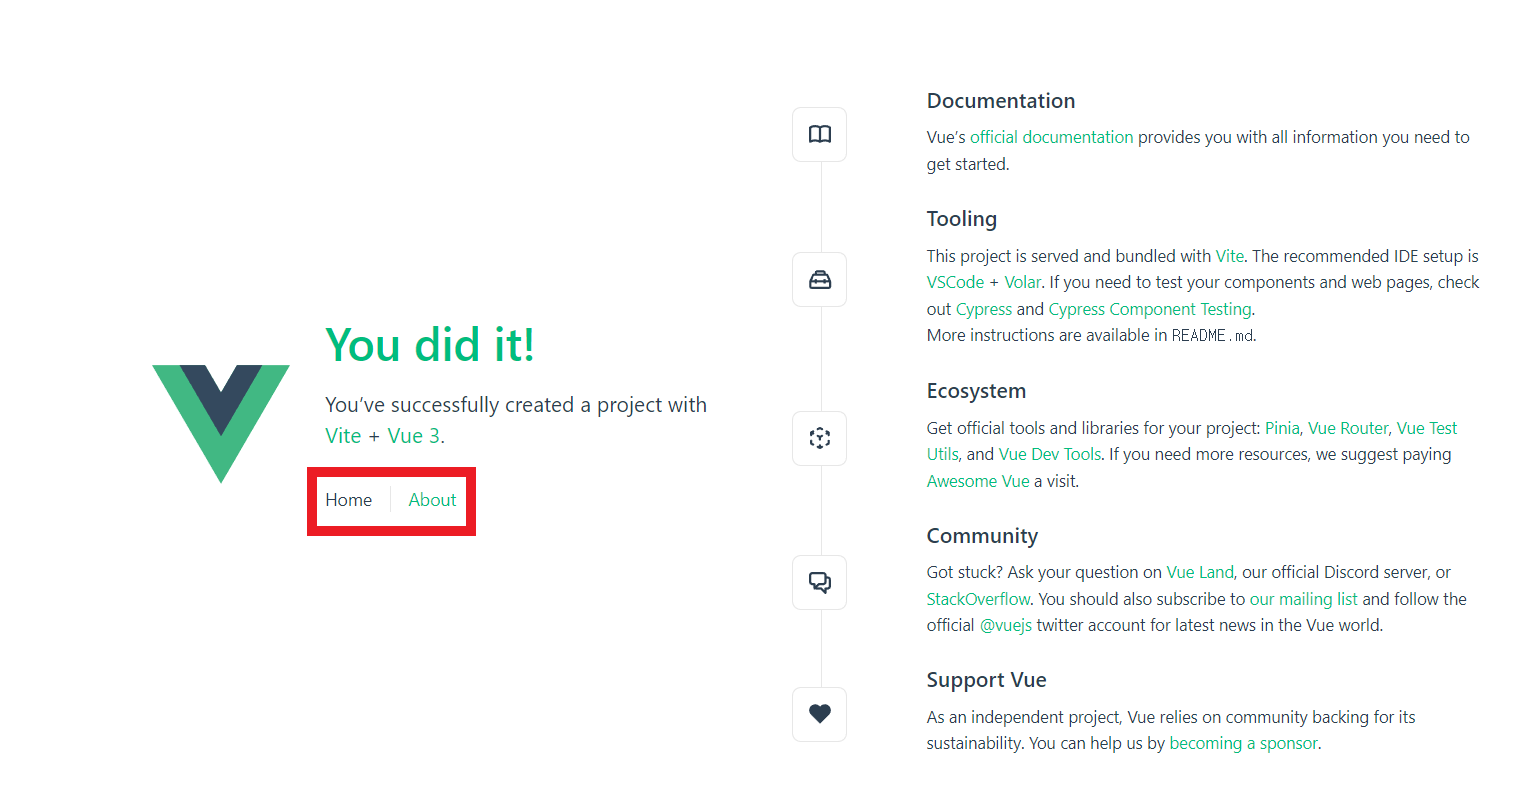 You did it!
You’ve successfully created a project with
Vite + Vue 3.
Home
About
Documentation
Vue’s official documentation provides you with all information you need to
get started.
Tooling
This project is served and bundled with Vite. The recommended IDE setup is
VSCode + Volar. If you need to test your components and web pages, check
out Cypress and Cypress Component Testing.
More instructions are available in README.md.
Ecosystem
Get official tools and libraries for your project: Pinia, Vue Router, Vue Test
Utils, and Vue Dev Tools. If you need more resources, we suggest paying
Awesome Vue a visit.
Community
Got stuck? Ask your question on Vue Land, our official Discord server, or
StackOverflow. You should also subscribe to our mailing list and follow the
official @vuejs twitter account for latest news in the Vue world.
Support Vue
As an independent project, Vue relies on community backing for its
sustainability. You can help us by becoming a sponsor.